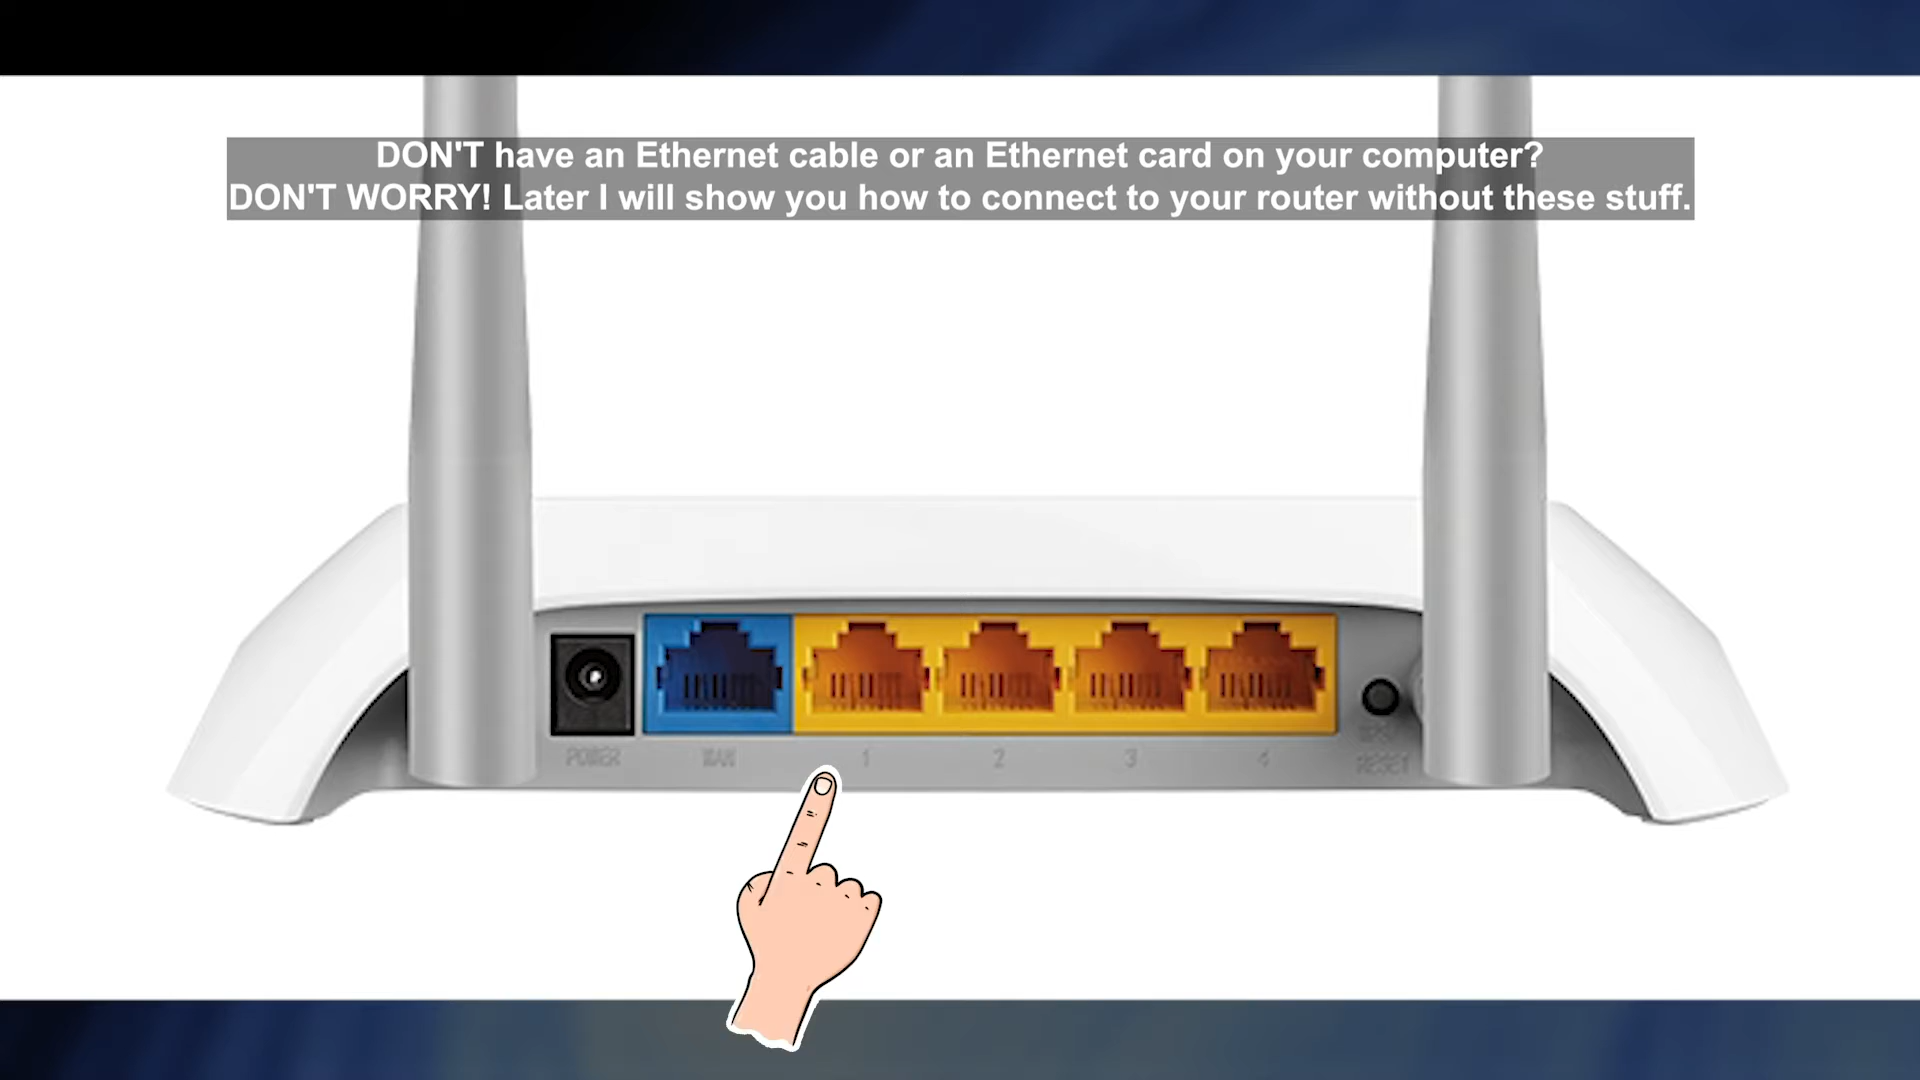 DON'T have an Ethernet cable or an Ethernet card on your computer?
DON'T WORRY! Later I will show you how to connect to your router without these stuff.
POWER WAN 1 2 3 4
RESET